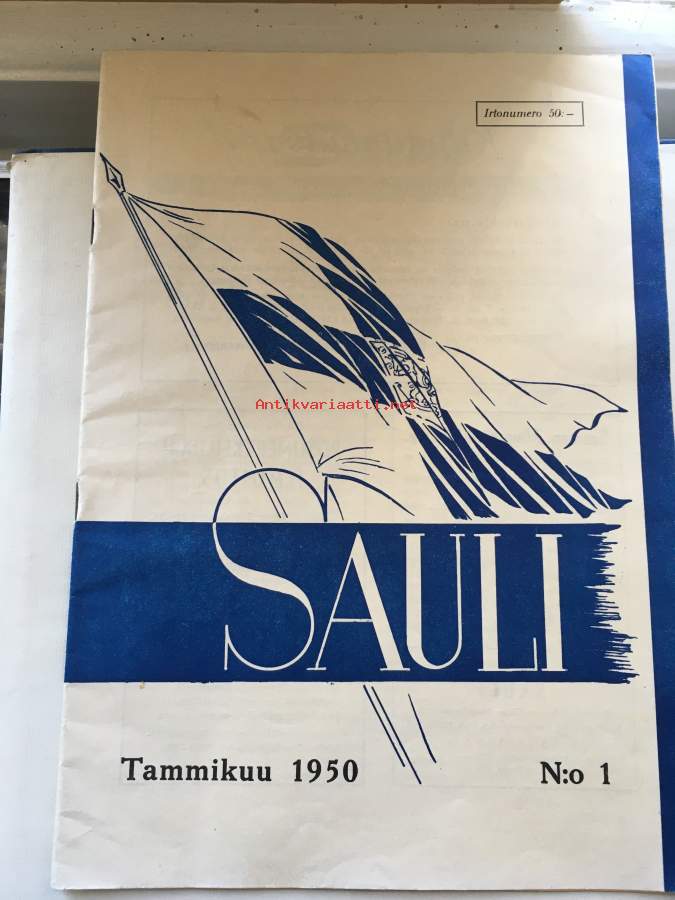 Irtonumero 50:—
Antikvariaatti.net
SAULI
Tammikuu 1950 N:o 1